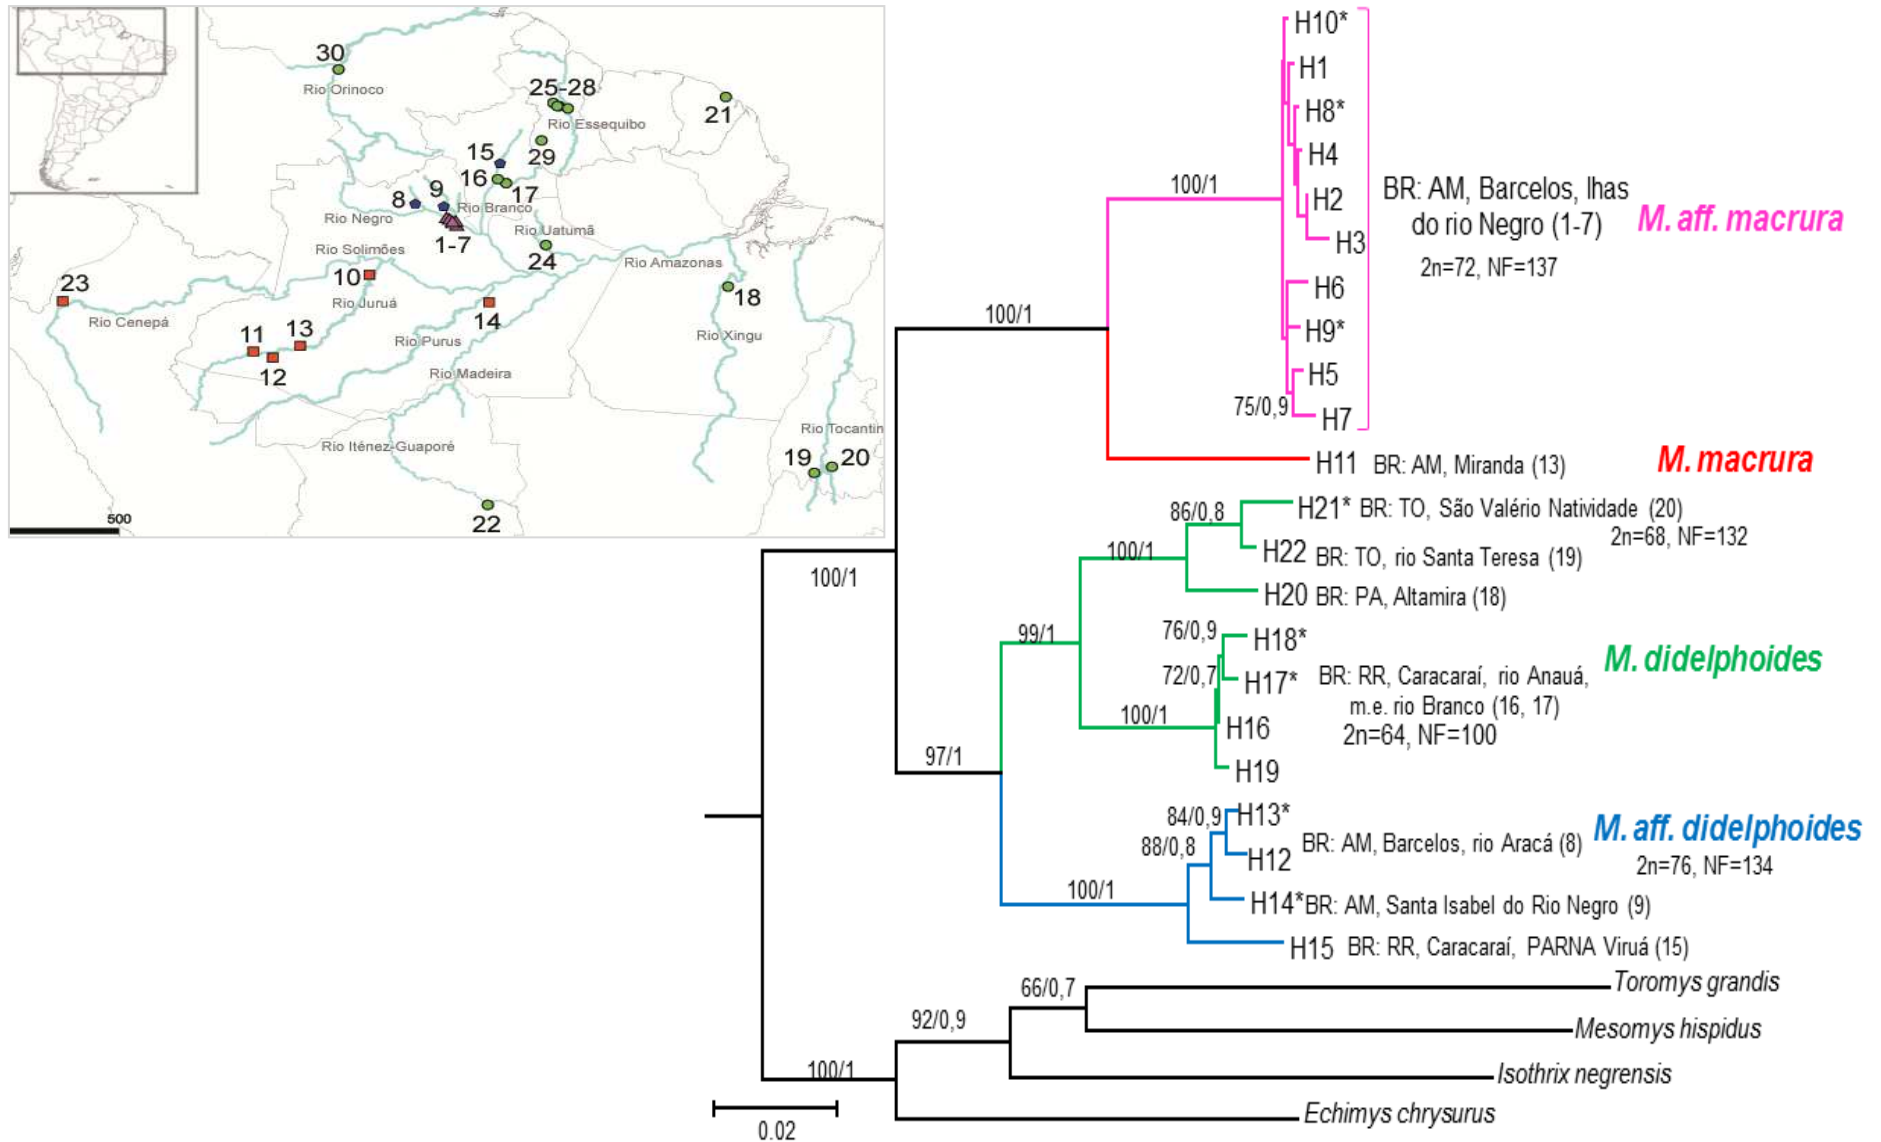 30
Rio Orinoco
25-28
Rio Essequibo
21
15
29
16
17
8
9
Rio Branco
Rio Negro
1-7
Rio Uatumã
24
Rio Solimões
Rio Amazonas
23
10
Rio Juruá
18
Rio Cenepá
11
13
14
12
Rio Purus
Rio Xingu
Rio Madeira
Rio Tocantin
Rio Iténez-Guaporé
19
20
22
500
H10*
H1
H8*
H4
H2
H3
H6
H9*
H5
H7
100/1
75/0,9
BR: AM, Barcelos, Ihas
do rio Negro (1-7)
2n=72, NF=137
M. aff. macrura
100/1
H11 BR: AM, Miranda (13)
M. macrura
86/0,8
H21* BR: TO, São Valério Natividade (20)
2n=68, NF=132
100/1
H22 BR: TO, rio Santa Teresa (19)
H20 BR: PA, Altamira (18)
100/1
99/1
76/0,9
H18*
72/0,7
H17*
H16
H19
100/1
BR: RR, Caracaraí, rio Anauá,
m.e. rio Branco (16, 17)
2n=64, NF=100
M. didelphoides
97/1
84/0,9
H13*
88/0,8
H12
BR: AM, Barcelos, rio Aracá (8)
M. aff. didelphoides
2n=76, NF=134
100/1
H14* BR: AM, Santa Isabel do Rio Negro (9)
H15 BR: RR, Caracaraí, PARNA Viruá (15)
66/0,7
Toromys grandis
92/0,9
Mesomys hispidus
100/1
Isothrix negrensis
Echimys chrysurus
0.02